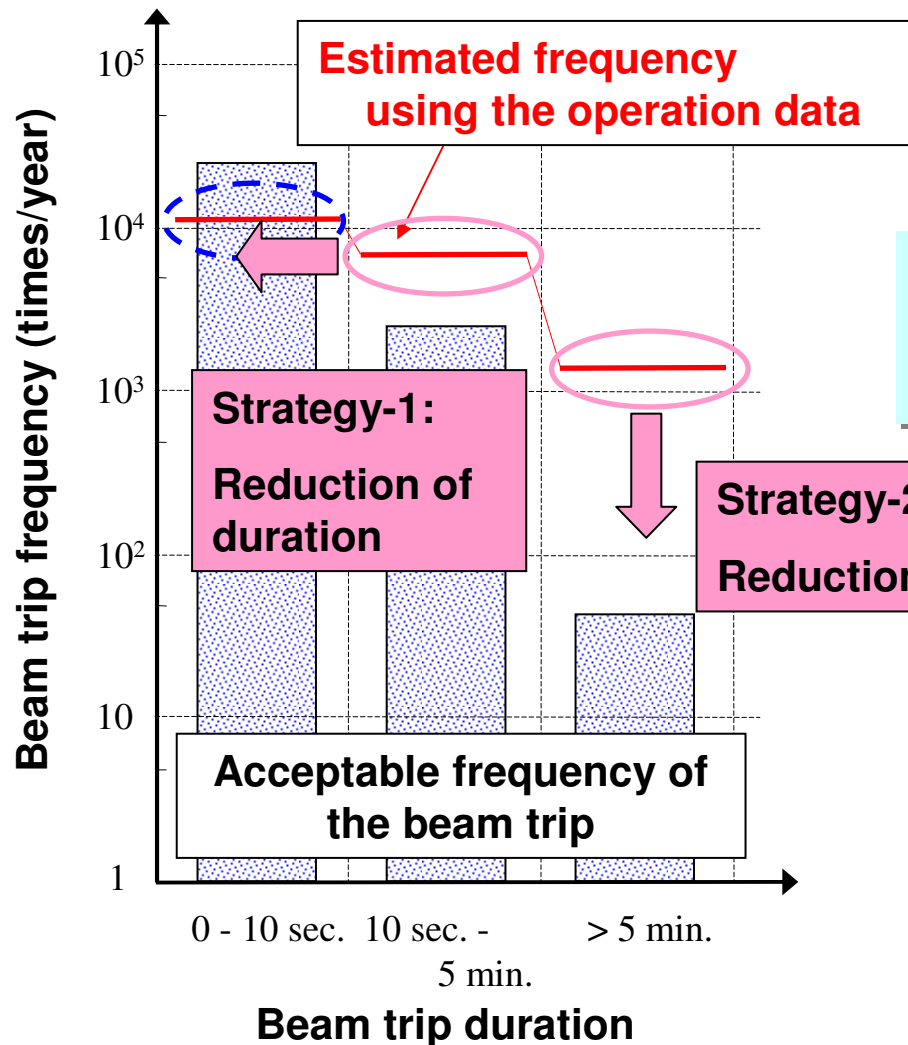 Estimated frequency
using the operation data
Beam trip frequency (times/year)
10⁵
10⁴
10³
10²
10
1
Strategy-1:
Reduction of
duration
Strategy-2
Reduction
Acceptable frequency of
the beam trip
0 - 10 sec. 10 sec. - > 5 min.
5 min.
Beam trip duration